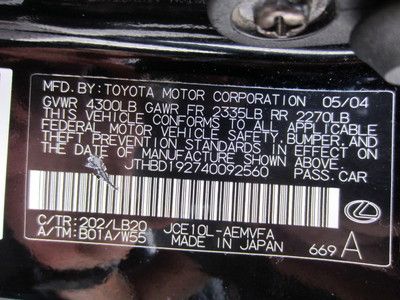 MFD.BY:TOYOTA MOTOR CORPORATION 05/04
GVWR 4300LB GAWR FR 2335LB RR 2270LB
THIS VEHICLE CONFORMS TO ALL APPLICABLE
FEDERAL MOTOR VEHICLE SAFETY,BUMPER,AND
THEFT PREVENTION STANDARDS IN EFFECT ON
THE DATE OF MANUFACTURE SHOWN ABOVE.
JTHBD192740092560 PASS.CAR
C/TR:202/LB20 JCE10L-AEMVFA
A/TM:B01A/W55 MADE IN JAPAN 669 A